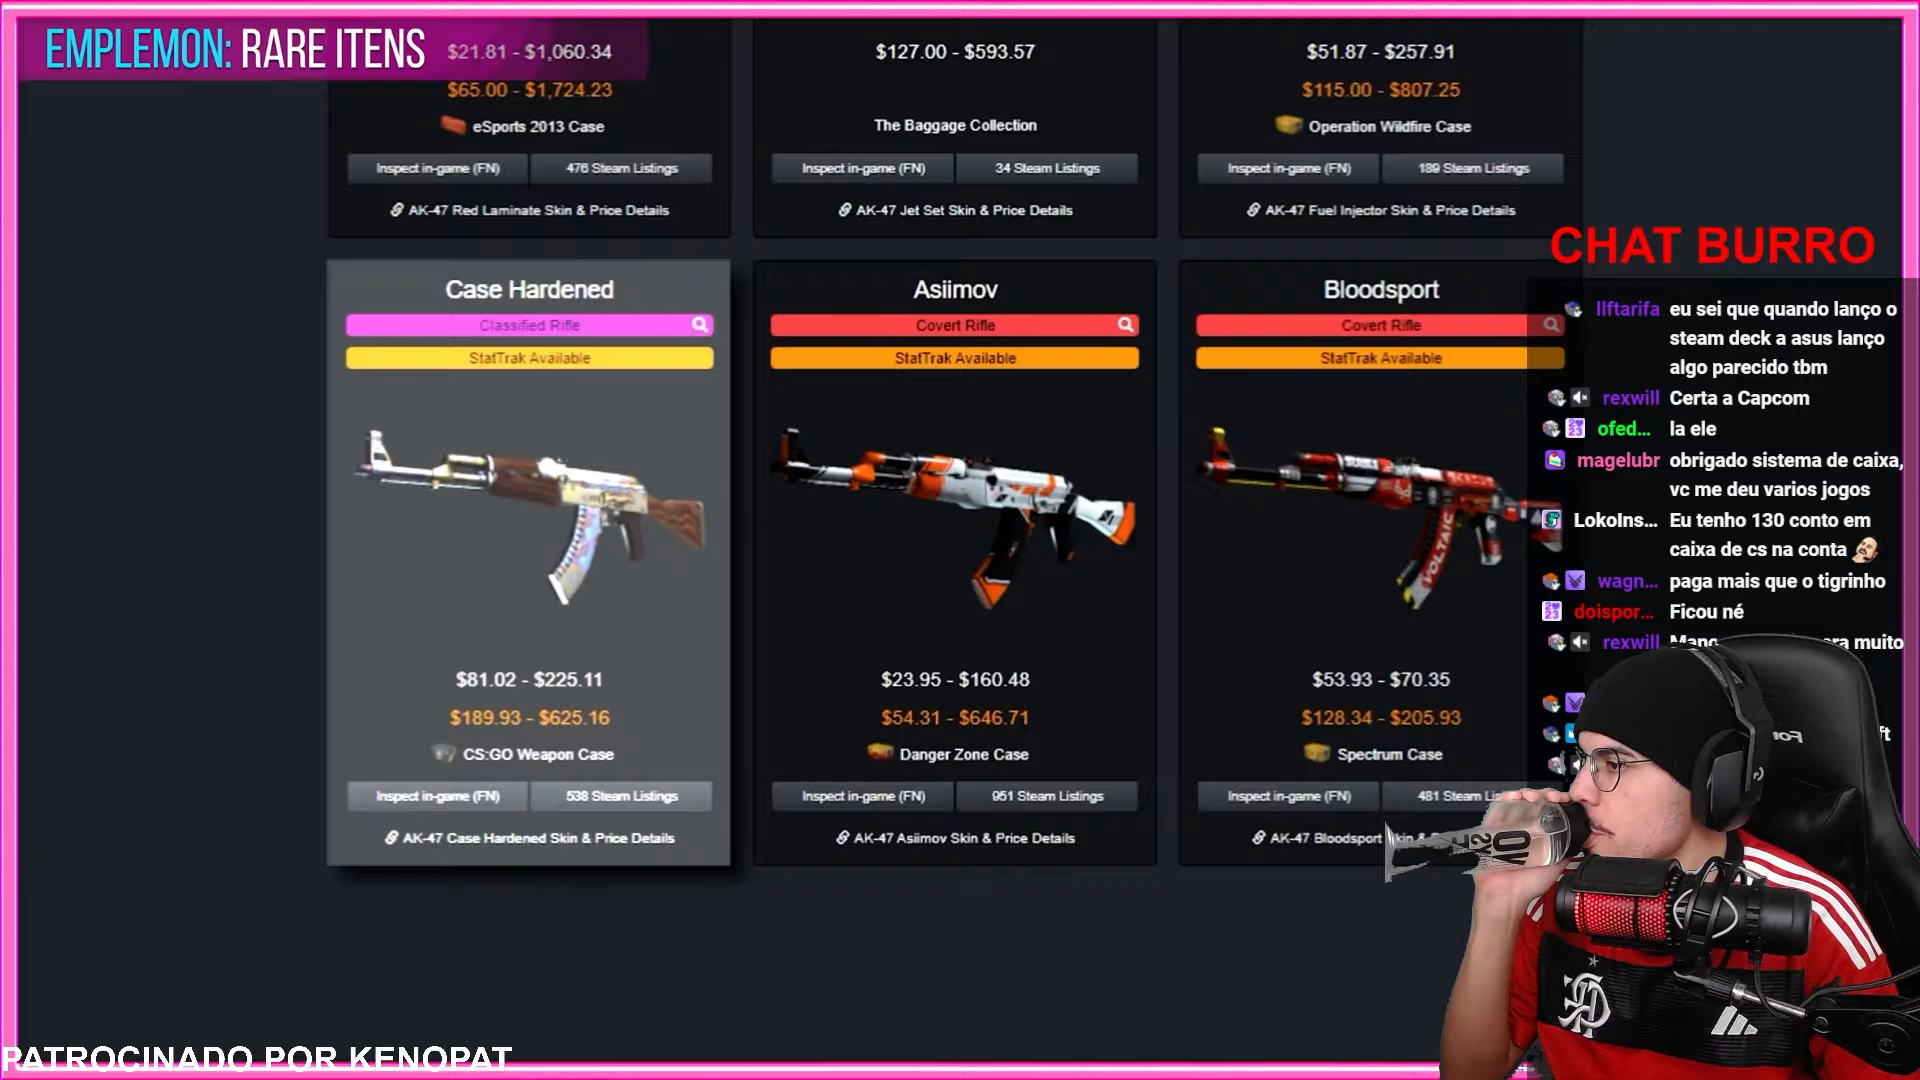 EMPLEMON: RARE ITENS
$21.81 - $1,060.34
$65.00 - $1,724.23
eSports 2013 Case
Inspect in-game (FN)
476 Steam Listings
AK-47 Red Laminate Skin & Price Details
$127.00 - $593.57
The Baggage Collection
Inspect in-game (FN)
34 Steam Listings
AK-47 Jet Set Skin & Price Details
$51.87 - $257.91
$115.00 - $807.25
Operation Wildfire Case
Inspect in-game (FN)
189 Steam Listings
AK-47 Fuel Injector Skin & Price Details
Case Hardened
Classified Rifle
StatTrak Available
$81.02 - $225.11
$189.93 - $625.16
CS:GO Weapon Case
Inspect in-game (FN)
538 Steam Listings
AK-47 Case Hardened Skin & Price Details
Asiimov
Covert Rifle
StatTrak Available
$23.95 - $160.48
$54.31 - $646.71
Danger Zone Case
Inspect in-game (FN)
951 Steam Listings
AK-47 Asiimov Skin & Price Details
Bloodsport
Covert Rifle
StatTrak Available
VOLTAIC
$53.93 - $70.35
$128.34 - $205.93
Spectrum Case
Inspect in-game (FN)
481 Steam
AK-47 Bloodsport
CHAT BURRO
llftarifa eu sei que quando lanço o
steam deck a asus lanço
algo parecido tbm
rexwill Certa a Capcom
ofed... la ele
magelubr obrigado sistema de caixa,
vc me deu varios jogos
LokoIns... Eu tenho 130 conto em
caixa de cs na conta
wagn... paga mais que o tigrinho
doispor... Ficou né
rexwill muito
ft
PATROCINADO POR KENOPAT